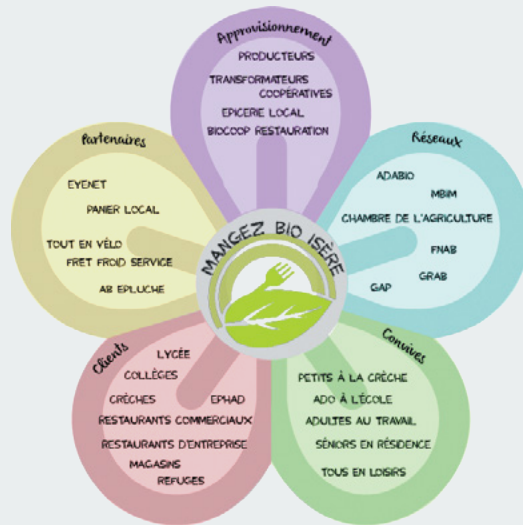 Approvisionnement
PRODUCTEURS
TRANSFORMATEURS
COOPÉRATIVES
EPICERIE LOCAL
BIOCOOP RESTAURATION
Partenaires
EYENET
PANIER LOCAL
TOUT EN VÉLO
FRET FROID SERVICE
AB EPLUCHE
Réseaux
ADABIO
MBIM
CHAMBRE DE L'AGRICULTURE
FNAB
GRAB
GAP
MANGEZ BIO ISÈRE
Clients
LYCÉE
COLLÈGES
CRÈCHES
EPHAD
RESTAURANTS COMMERCIAUX
RESTAURANTS D'ENTREPRISE
MAGASINS
REFUGES
Convives
PETITS À LA CRÈCHE
ADO À L'ÉCOLE
ADULTES AU TRAVAIL
SÉNIORS EN RÉSIDENCE
TOUS EN LOISIRS